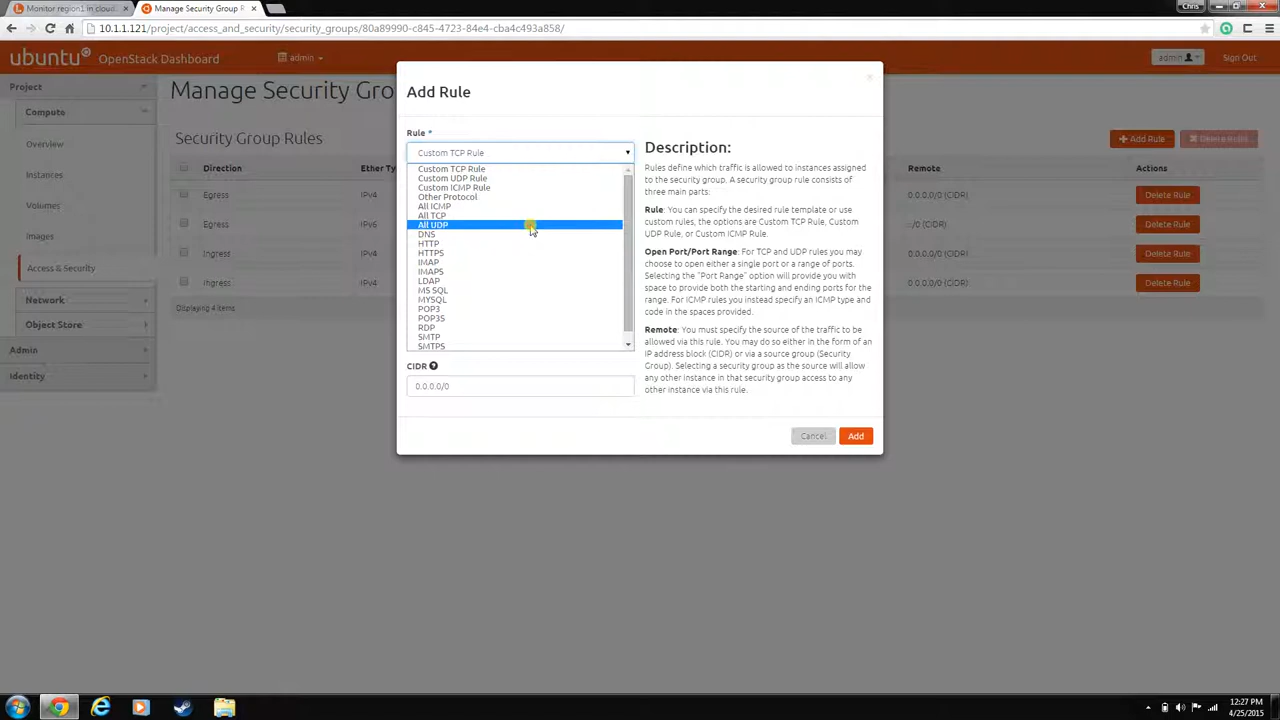 Monitor region1 in cloud
Manage Security Group R
Chris
10.1.1.121/project/access_and_security/security_groups/80a89990-c845-4723-84e4-cba4c493a858/
ubuntu OpenStack Dashboard
admin
admin
Sign Out
Project
Compute
Overview
Instances
Volumes
Images
Access & Security
Network
Object Store
Admin
Identity
Manage Security Gro
Security Group Rules
+ Add Rule
Delete Rules
Direction Ether Ty Remote Actions
Egress IPv4 0.0.0.0/0 (CIDR) Delete Rule
Egress IPv6 ::/0 (CIDR) Delete Rule
Ingress IPv4 0.0.0.0/0 (CIDR) Delete Rule
Ingress IPv4 0.0.0.0/0 (CIDR) Delete Rule
Displaying 4 items
Add Rule
Rule *
Custom TCP Rule
Custom TCP Rule
Custom UDP Rule
Custom ICMP Rule
Other Protocol
All ICMP
All TCP
All UDP
DNS
HTTP
HTTPS
IMAP
IMAPS
LDAP
MS SQL
MYSQL
POP3
POP3S
RDP
SMTP
SMTPS
CIDR
0.0.0.0/0
Description:
Rules define which traffic is allowed to instances assigned
to the security group. A security group rule consists of
three main parts:
Rule: You can specify the desired rule template or use
custom rules, the options are Custom TCP Rule, Custom
UDP Rule, or Custom ICMP Rule.
Open Port/Port Range: For TCP and UDP rules you may
choose to open either a single port or a range of ports.
Selecting the "Port Range" option will provide you with
space to provide both the starting and ending ports for the
range. For ICMP rules you instead specify an ICMP type and
code in the spaces provided.
Remote: You must specify the source of the traffic to be
allowed via this rule. You may do so either in the form of an
IP address block (CIDR) or via a source group (Security
Group). Selecting a security group as the source will allow
any other instance in that security group access to any
other instance via this rule.
Cancel
Add
12:27 PM
4/25/2015